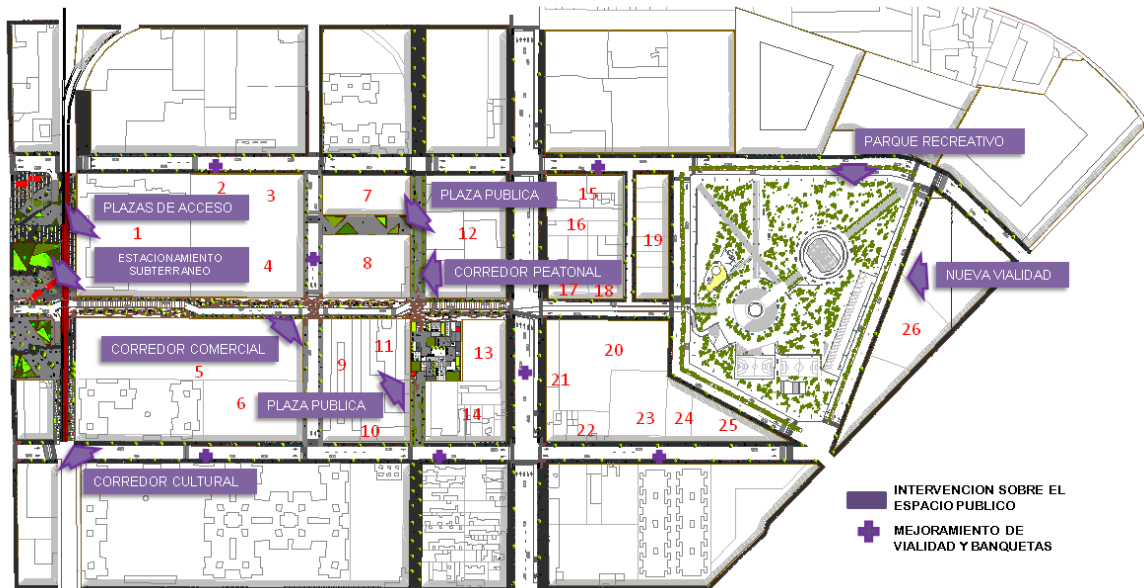 PARQUE RECREATIVO
2
3
7
PLAZA PUBLICA
15
PLAZAS DE ACCESO
1
16
12
19
ESTACIONAMIENTO
SUBTERRANEO
4
8
CORREDOR PEATONAL
NUEVA VIALIDAD
17
18
26
CORREDOR COMERCIAL
11
9
13
20
5
21
6
PLAZA PUBLICA
14
23
24
25
10
22
CORREDOR CULTURAL
INTERVENCION SOBRE EL
ESPACIO PUBLICO
MEJORAMIENTO DE
VIALIDAD Y BANQUETAS